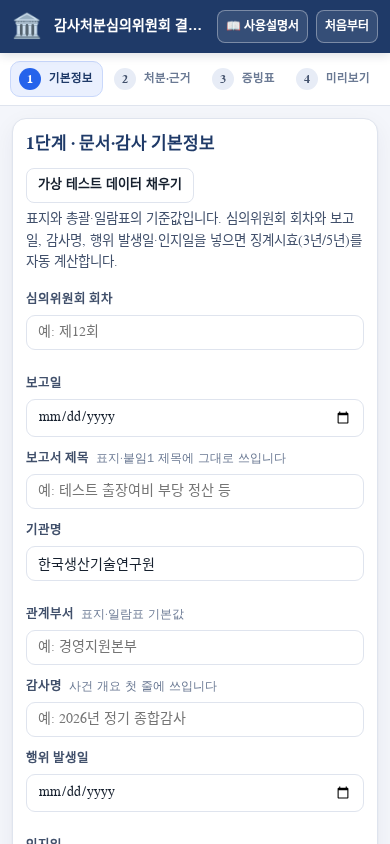 🏛️ 감사처분심의위원회 결... 📖 사용설명서 처음부터
1 기본정보 2 처분·근거 3 증빙표 4 미리보기
1단계 · 문서·감사 기본정보
가상 테스트 데이터 채우기
표지와 총괄·일람표의 기준값입니다. 심의위원회 회차와 보고
일, 감사명, 행위 발생일·인지일을 넣으면 징계시효(3년/5년)를
자동 계산합니다.
심의위원회 회차
예: 제12회
보고일
mm/dd/yyyy
보고서 제목 표지·붙임1 제목에 그대로 쓰입니다
예: 테스트 출장여비 부당 정산 등
기관명
한국생산기술연구원
관계부서 표지·일람표 기본값
예: 경영지원본부
감사명 사건 개요 첫 줄에 쓰입니다
예: 2026년 정기 종합감사
행위 발생일
mm/dd/yyyy
인지일